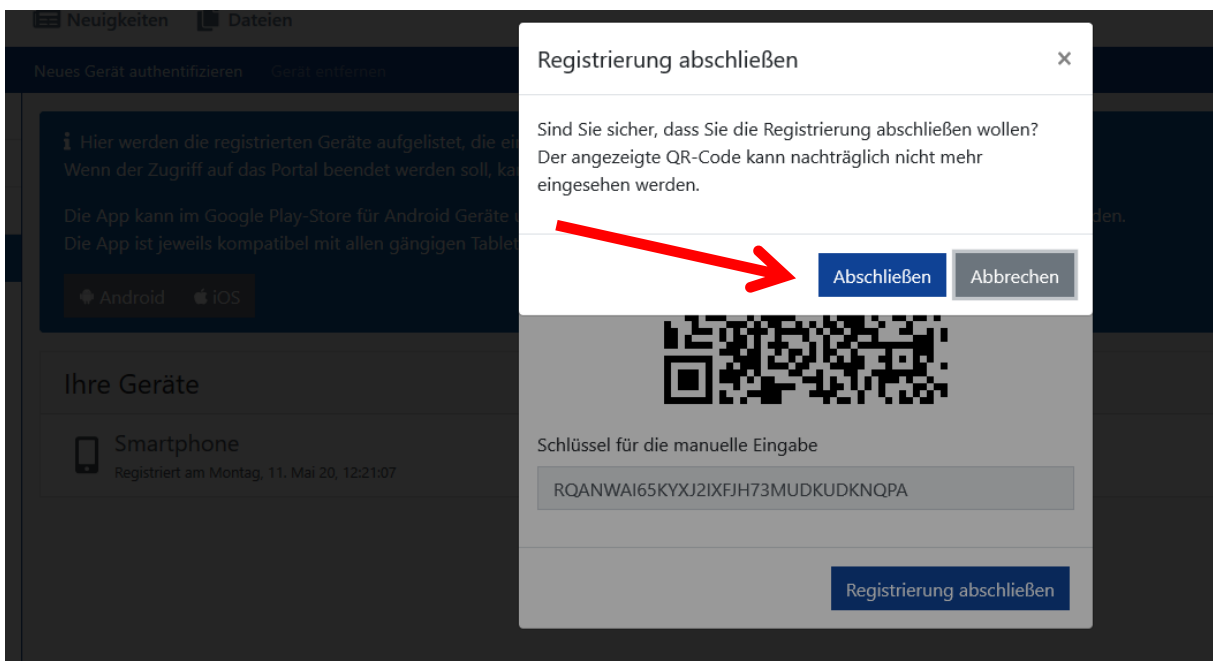 Neuigkeiten Dateien
Neues Gerät authentifizieren Gerät entfernen
Registrierung abschließen ×
Sind Sie sicher, dass Sie die Registrierung abschließen wollen?
Der angezeigte QR-Code kann nachträglich nicht mehr
eingesehen werden.
Abschließen Abbrechen
Hier werden die registrierten Geräte aufgelistet, die
Wenn der Zugriff auf das Portal beendet werden soll,
Die App kann im Google Play-Store für Android Geräte
Die App ist jeweils kompatibel mit allen gängigen
Android iOS
Ihre Geräte
Smartphone
Registriert am Montag, 11. Mai 20, 12:21:07
Schlüssel für die manuelle Eingabe
RQANWAI65KYXJ2IXFJH73MUDKUDKNQPA
Registrierung abschließen